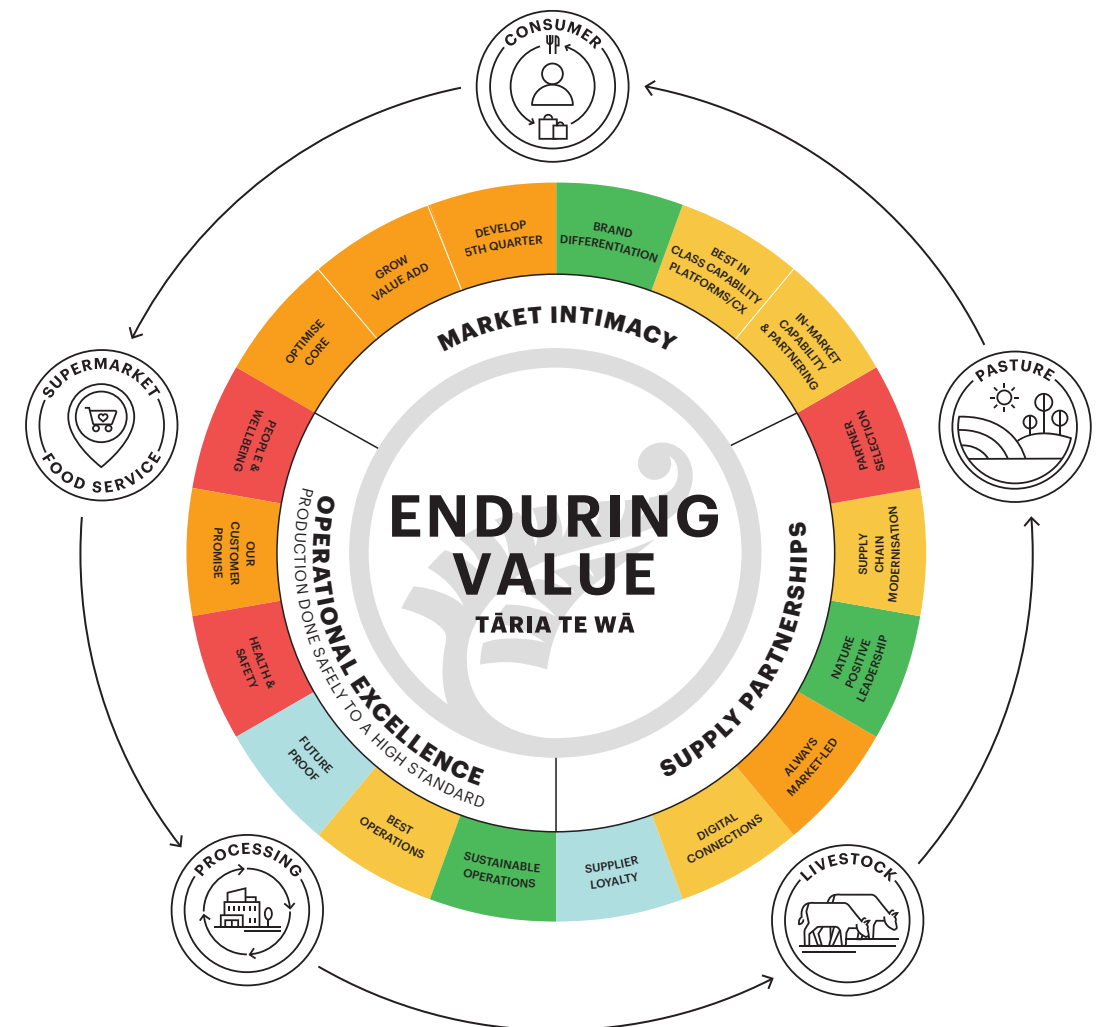 CONSUMER
DEVELOP
5TH QUARTER
BRAND
DIFFERENTIATION
BEST IN
CLASS CAPABILITY
PLATFORMS/CX
IN-MARKET
CAPABILITY
& PARTNERING
GROW
VALUE ADD
OPTIMISE
CORE
MARKET INTIMACY
SUPERMARKET
FOOD SERVICE
PASTURE
PEOPLE &
WELLBEING
OUR
CUSTOMER
PROMISE
HEALTH &
SAFETY
FUTURE
PROOF
BEST
OPERATIONS
SUSTAINABLE
OPERATIONS
OPERATIONAL EXCELLENCE
PRODUCTION DONE SAFELY TO A HIGH STANDARD
ENDURING
VALUE
TĀRIA TE WĀ
SUPPLY PARTNERSHIPS
PARTNER
SELECTION
SUPPLY
CHAIN
MODERNISATION
NATURE
POSITIVE
LEADERSHIP
ALWAYS
MARKET-LED
DIGITAL
CONNECTIONS
SUPPLIER
LOYALTY
PROCESSING
LIVESTOCK